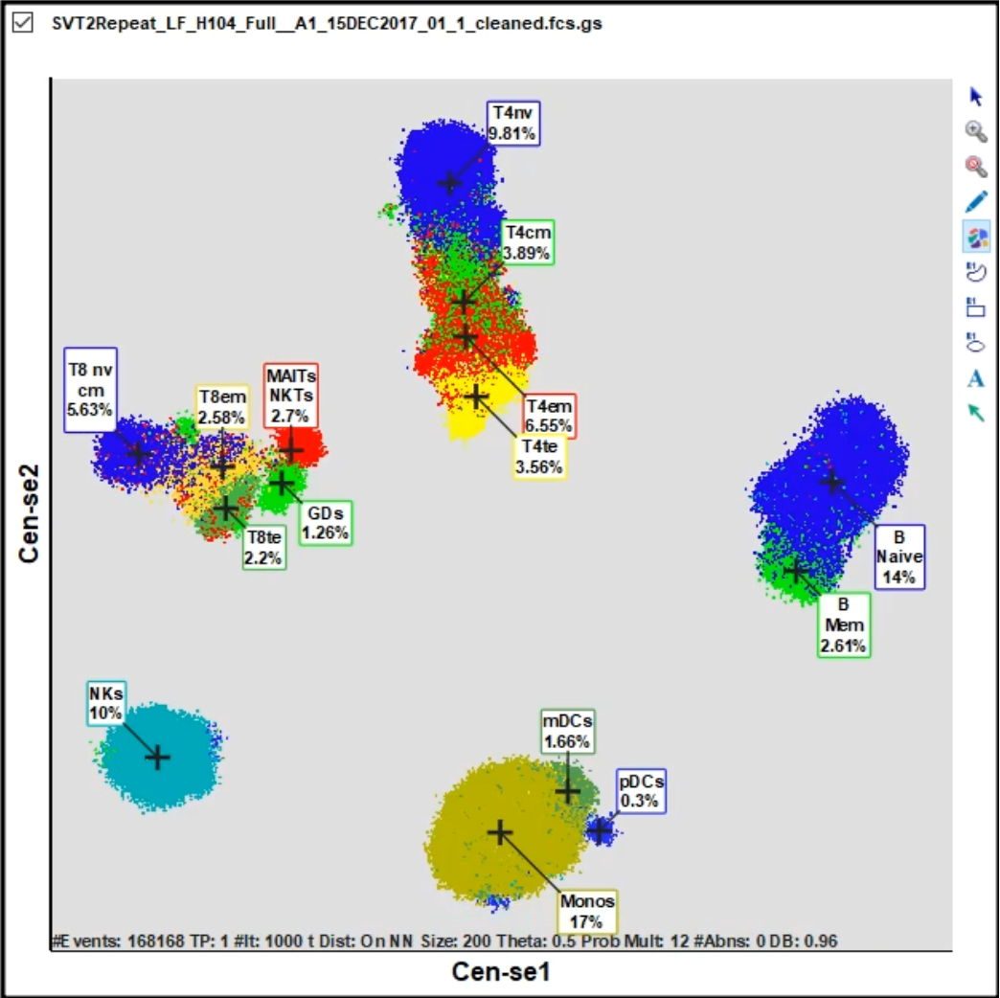 SVT2Repeat_LF_H104_Full__A1_15DEC2017_01_1_cleaned.fcs.gs
T4nv
9.81%
T4cm
3.89%
T8 nv
cm
5.63%
T8em
2.58%
MAITs
NKTs
2.7%
T4em
6.55%
T4te
3.56%
GDs
1.26%
T8te
2.2%
B
Naive
14%
B
Mem
2.61%
NKs
10%
mDCs
1.66%
pDCs
0.3%
Monos
17%
#Events: 168168 TP: 1 #It: 1000 t Dist: On NN Size: 200 Theta: 0.5 Prob Mult: 12 #Abns: 0 DB: 0.96
Cen-se1
Cen-se2
A